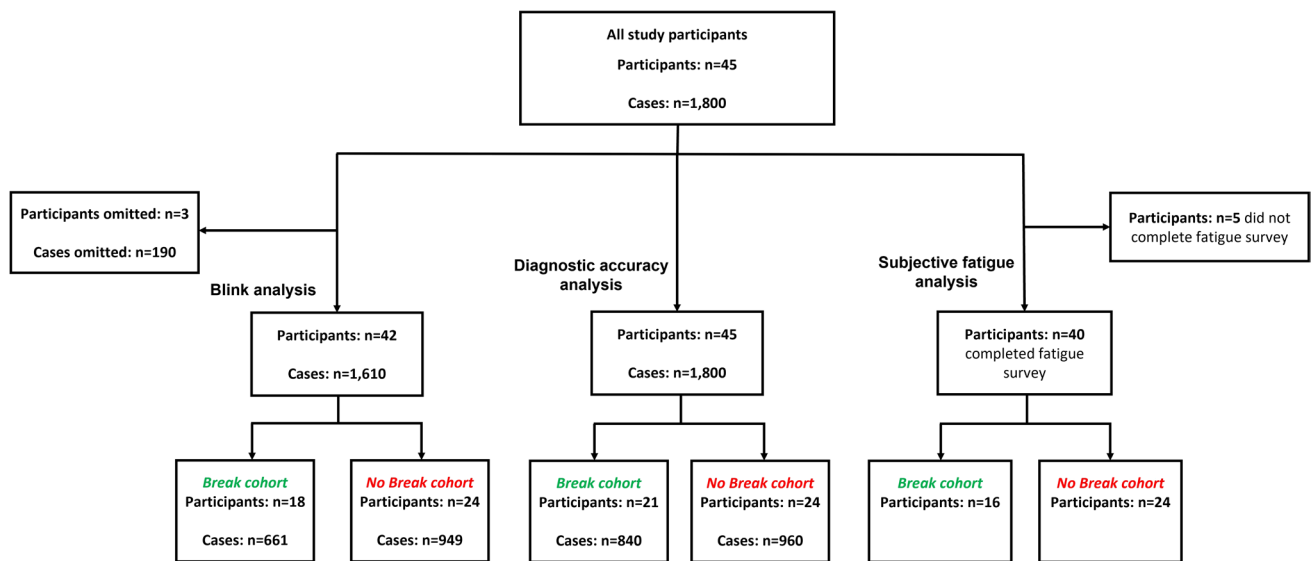 All study participants
Participants: n=45
Cases: n=1,800
Participants omitted: n=3
Cases omitted: n=190
Participants: n=5 did not
complete fatigue survey
Blink analysis
Diagnostic accuracy
analysis
Subjective fatigue
analysis
Participants: n=42
Cases: n=1,610
Participants: n=45
Cases: n=1,800
Participants: n=40
completed fatigue
survey
Break cohort
Participants: n=18
Cases: n=661
No Break cohort
Participants: n=24
Cases: n=949
Break cohort
Participants: n=21
Cases: n=840
No Break cohort
Participants: n=24
Cases: n=960
Break cohort
Participants: n=16
No Break cohort
Participants: n=24